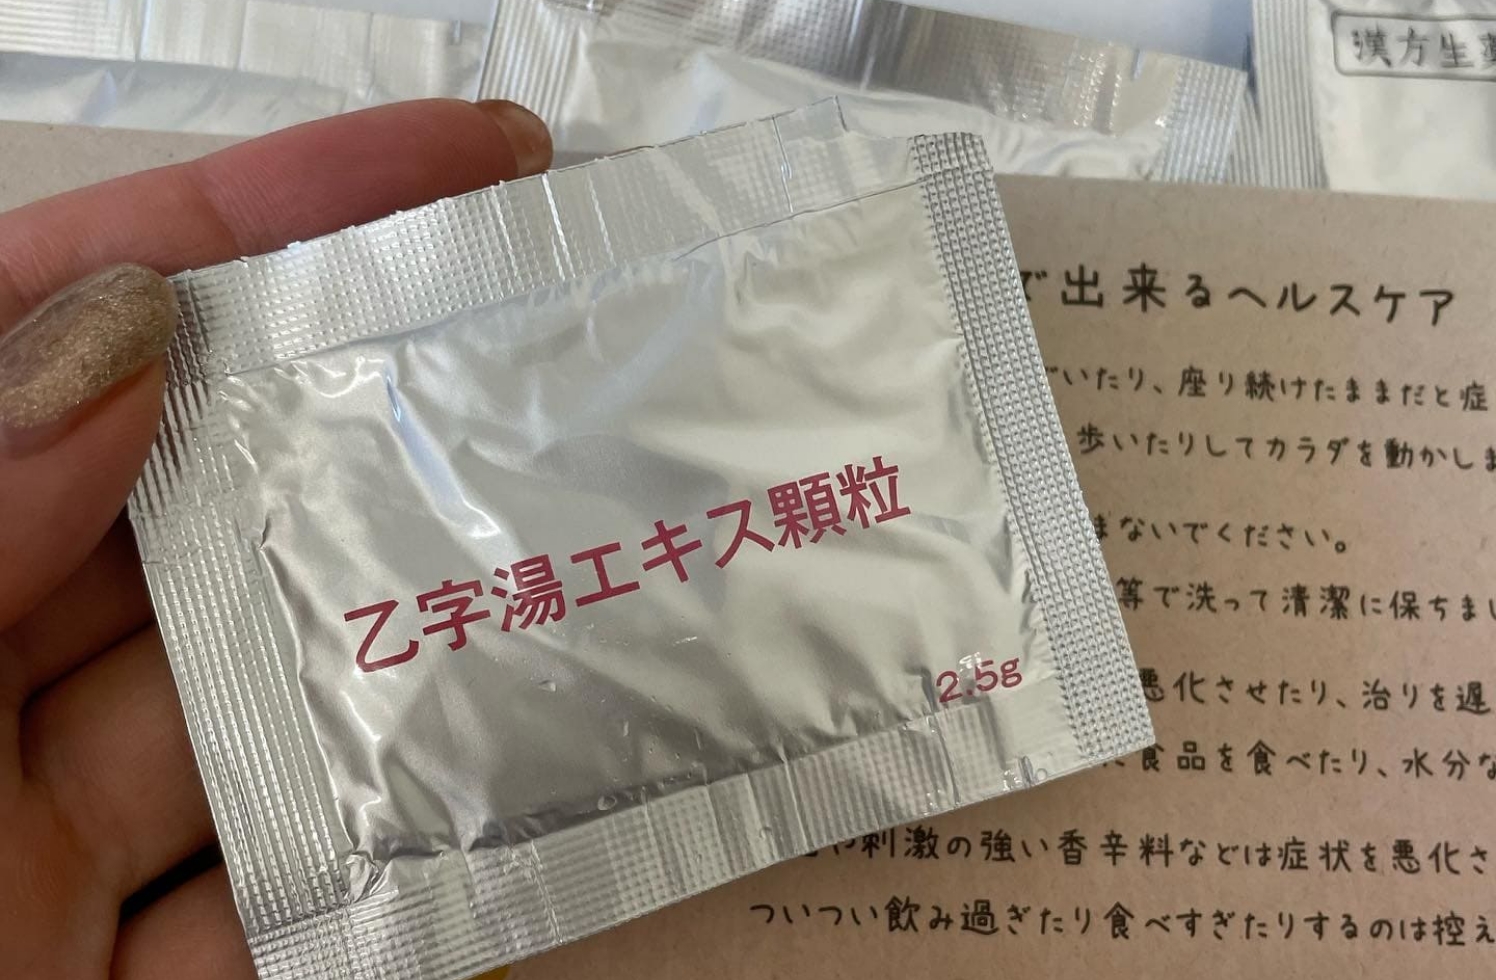 漢方生薬
で出来るヘルスケア
いたり、座り続けたままだと症
歩いたりしてカラダを動かしま
まないでください。
等で洗って清潔に保ちまし
悪化させたり、治りを遅
食品を食べたり、水分な
や刺激の強い香辛料などは症状を悪化さ
ついつい飲み過ぎたり食べすぎたりするのは控え
乙字湯エキス顆粒
2.5g